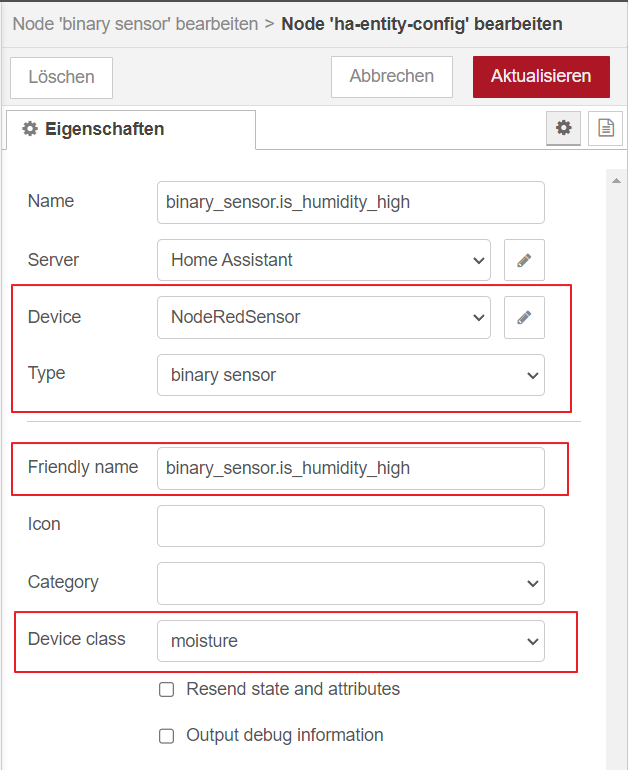 Node 'binary sensor' bearbeiten > Node 'ha-entity-config' bearbeiten
Löschen Abbrechen Aktualisieren
Eigenschaften
Name binary_sensor.is_humidity_high
Server Home Assistant
Device NodeRedSensor
Type binary sensor
Friendly name binary_sensor.is_humidity_high
Icon
Category
Device class moisture
Resend state and attributes
Output debug information